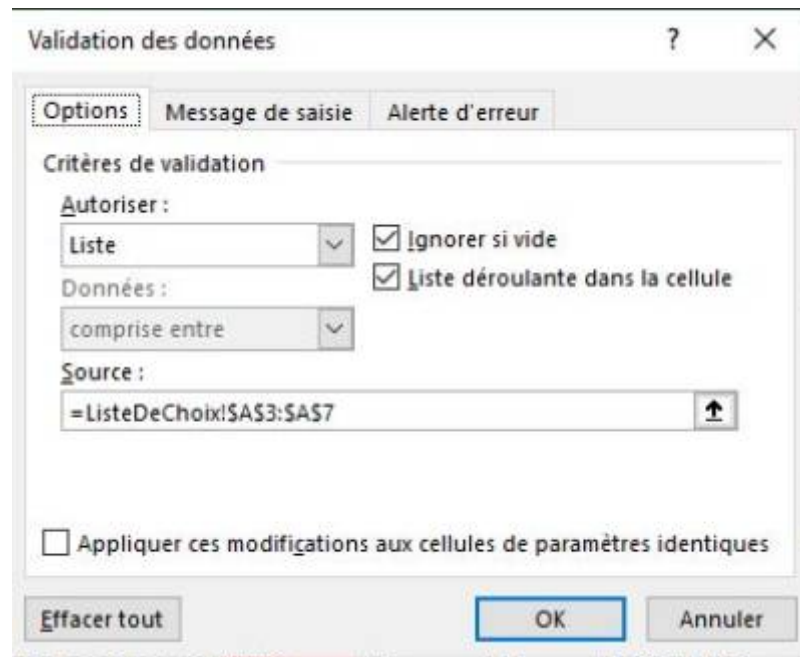 Validation des données ? ×
Options Message de saisie Alerte d'erreur
Critères de validation
Autoriser :
Liste
Ignorer si vide
Liste déroulante dans la cellule
Données :
comprise entre
Source :
=ListeDeChoix!$A$3:$A$7
Appliquer ces modifications aux cellules de paramètres identiques
Effacer tout OK Annuler